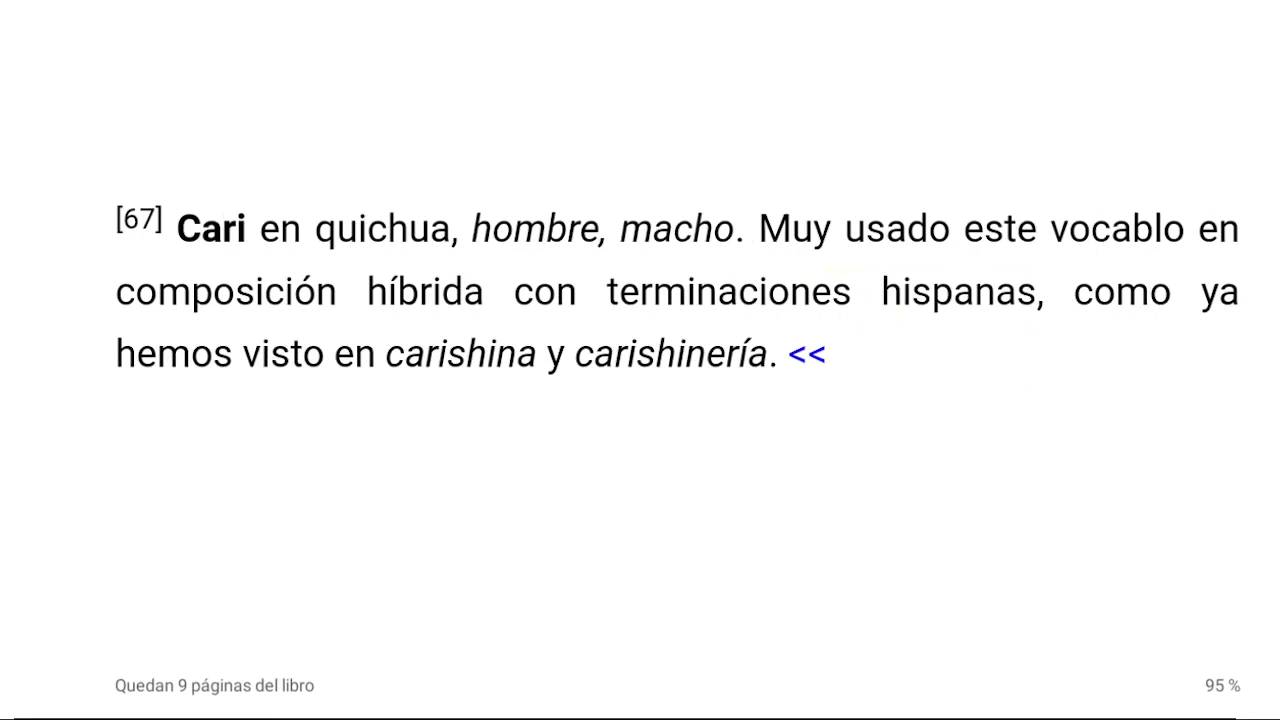 [67] Cari en quichua, hombre, macho. Muy usado este vocablo en
composición híbrida con terminaciones hispanas, como ya
hemos visto en carishina y carishinería. <<
Quedan 9 páginas del libro
95 %